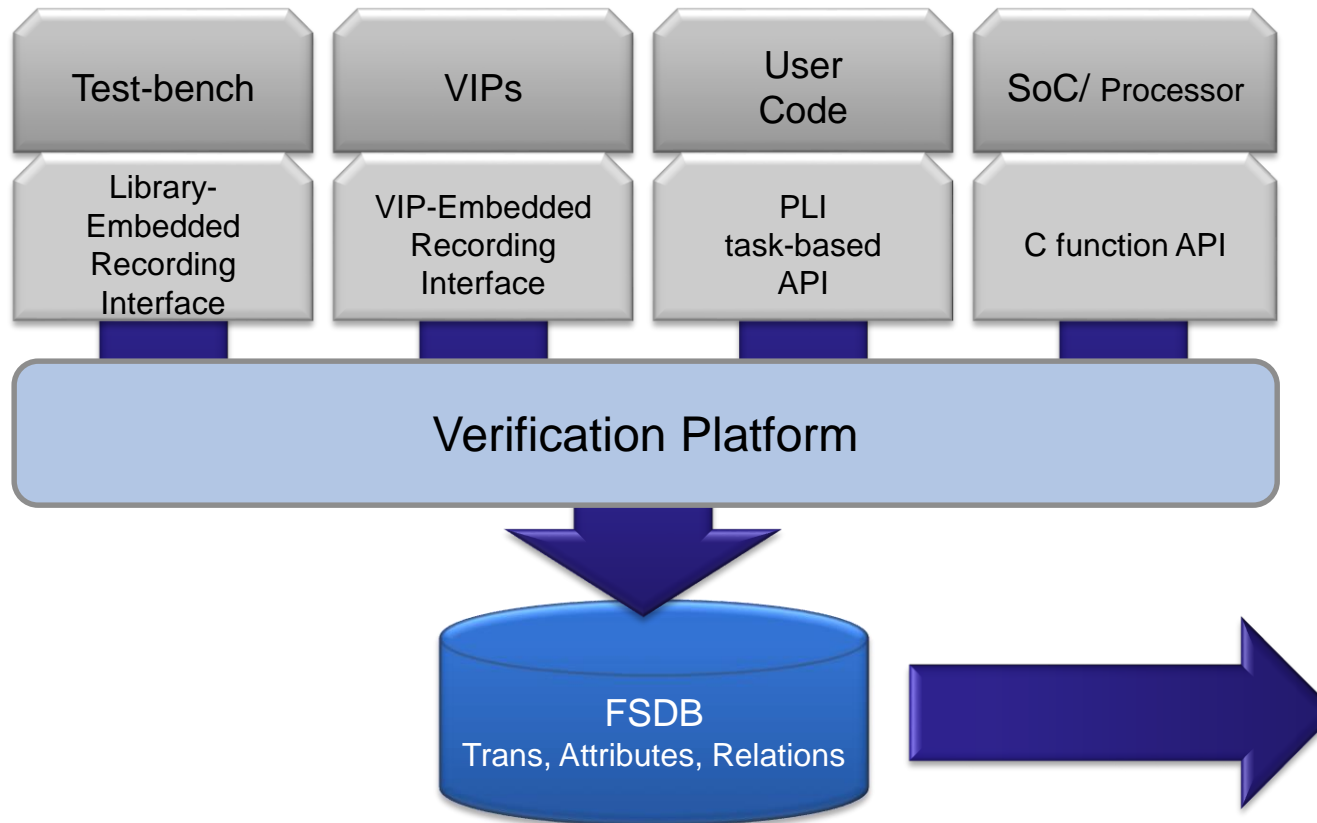 Test-bench
VIPs
User
Code
SoC/ Processor
Library-
Embedded
Recording
Interface
VIP-Embedded
Recording
Interface
PLI
task-based
API
C function API
Verification Platform
FSDB
Trans, Attributes, Relations